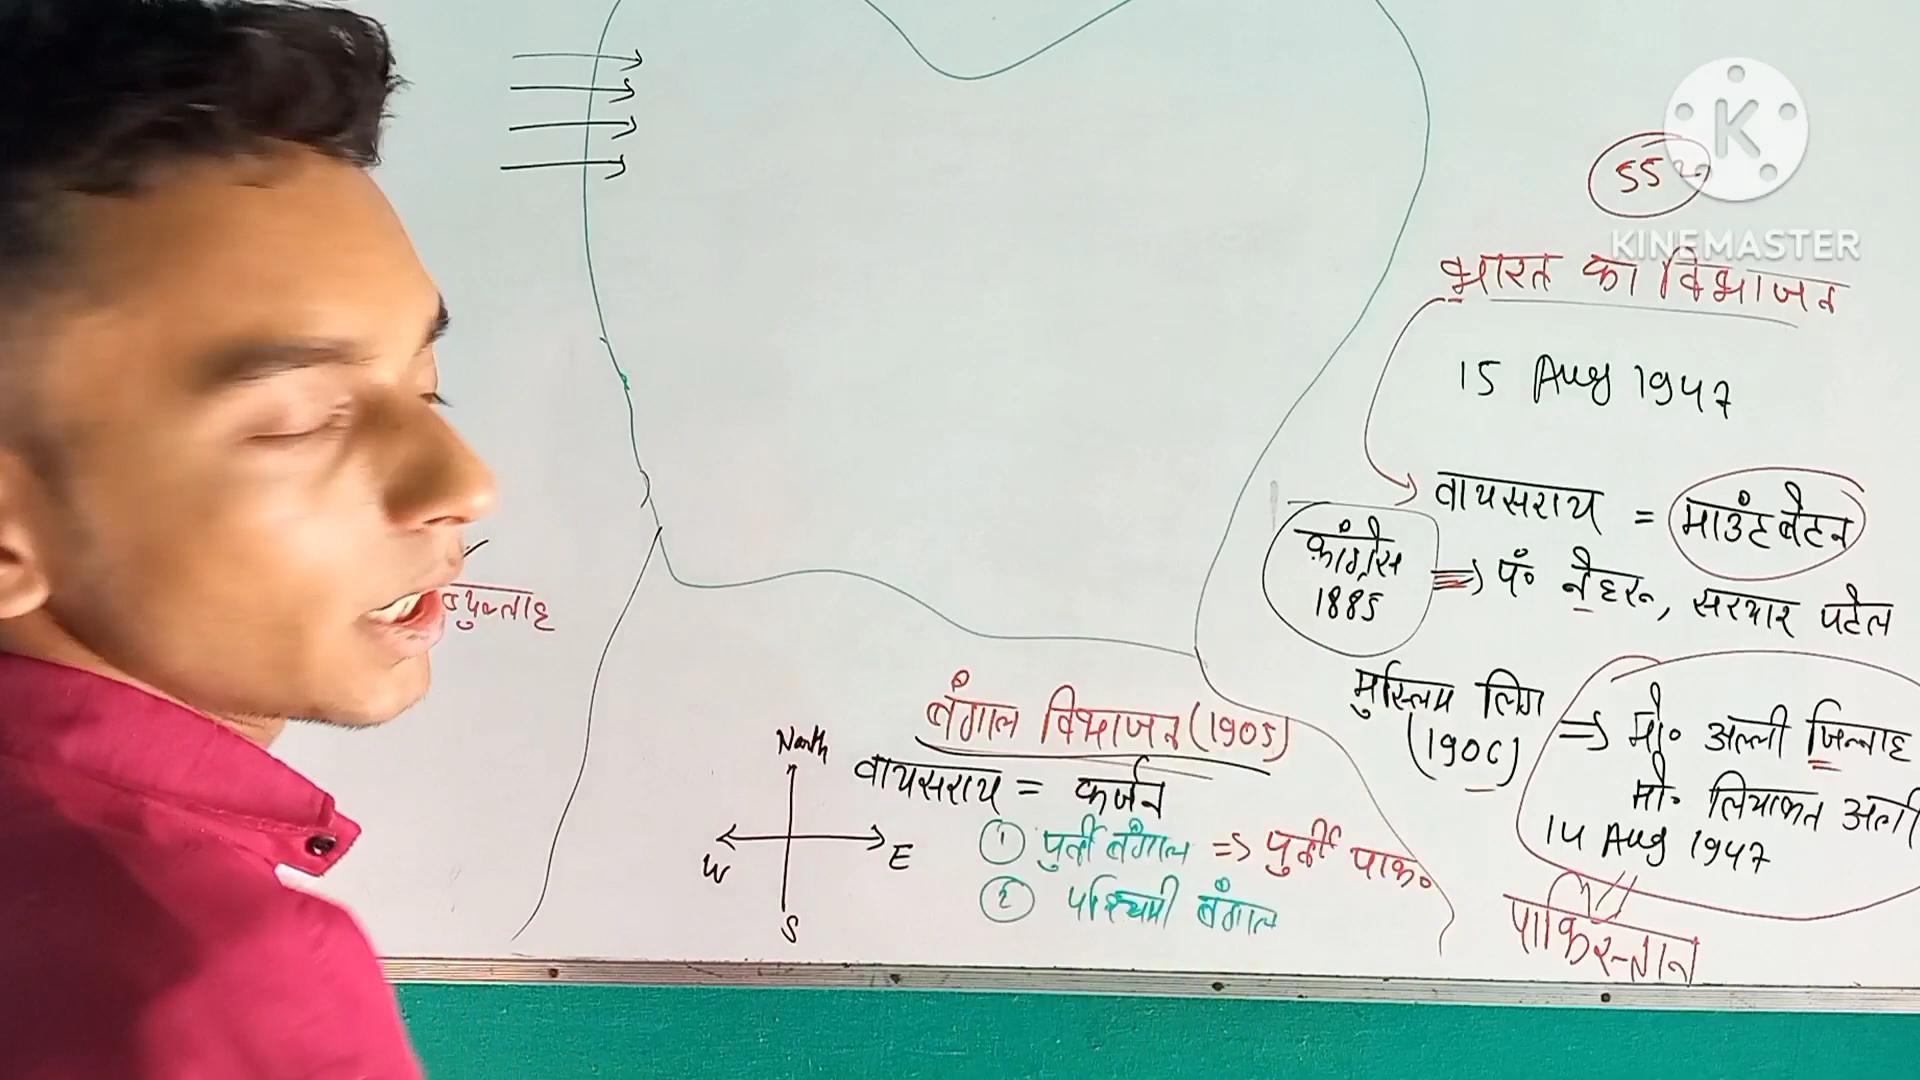 KINEMASTER
भारत का विभाजन
15 Aug 1947
वायसराय = माउंटबेटन
कांग्रेस
1885
=> पं० नेहरू, सरदार पटेल
मुस्लिम लिग
(1906)
=> मो० अल्ली जिन्नाह
मो० लियाकत अली
14 Aug 1947
पाकिस्तान
बंगाल विभाजन (1905)
वायसराय = कर्जन
① पुर्वी बंगाल => पुर्वी पाक०
② पश्चिमी बंगाल
North
W
E
S